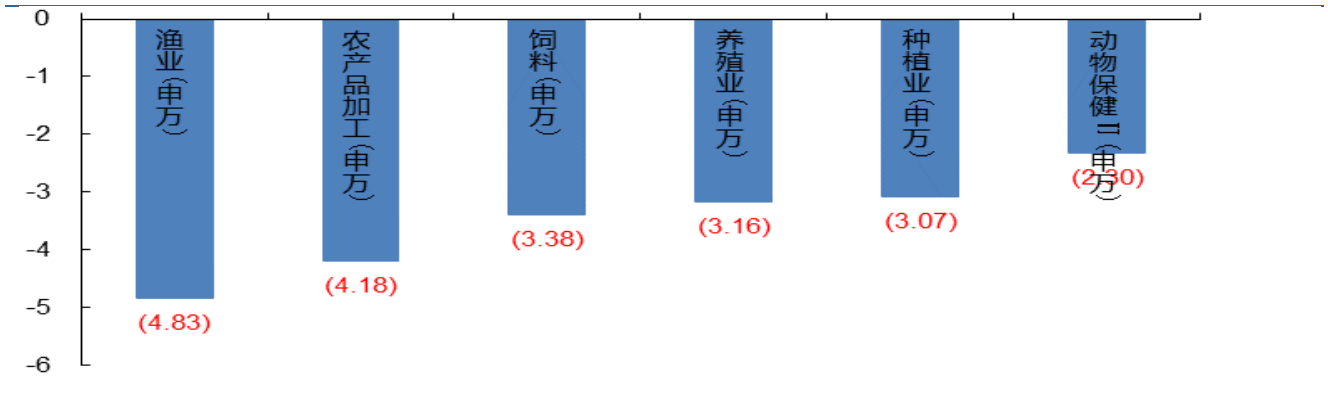 0
-1
-2
-3
-4
-5
-6
渔业(申万)
农产品加工(申万)
饲料(申万)
养殖业(申万)
种植业(申万)
动物保健Ⅱ(申万)
(4.83)
(4.18)
(3.38)
(3.16)
(3.07)
(2.30)